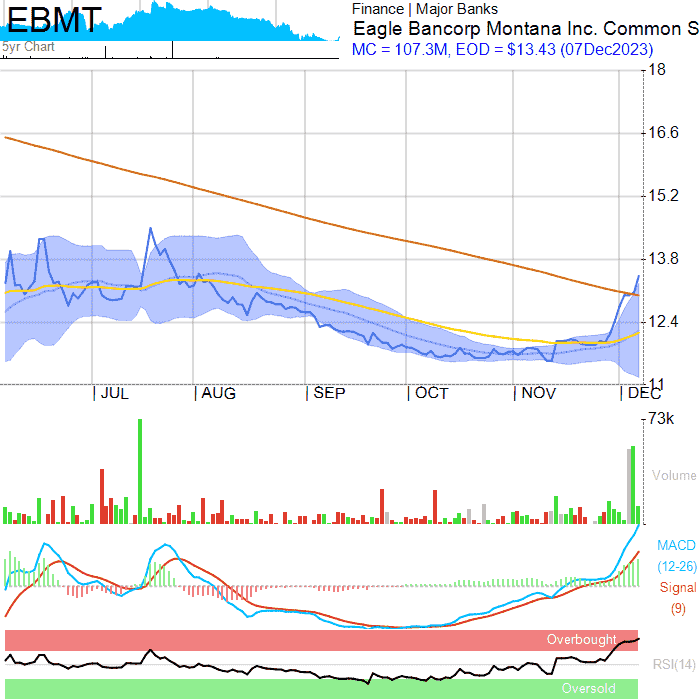 EBMT
5yr Chart
Finance | Major Banks
Eagle Bancorp Montana Inc. Common S
MC = 107.3M, EOD = $13.43 (07Dec2023)
18
16.6
15.2
13.8
12.4
11
| JUL | AUG | SEP | OCT | NOV | DEC
73k
Volume
MACD
(12-26)
Signal
(9)
Overbought
RSI(14)
Oversold